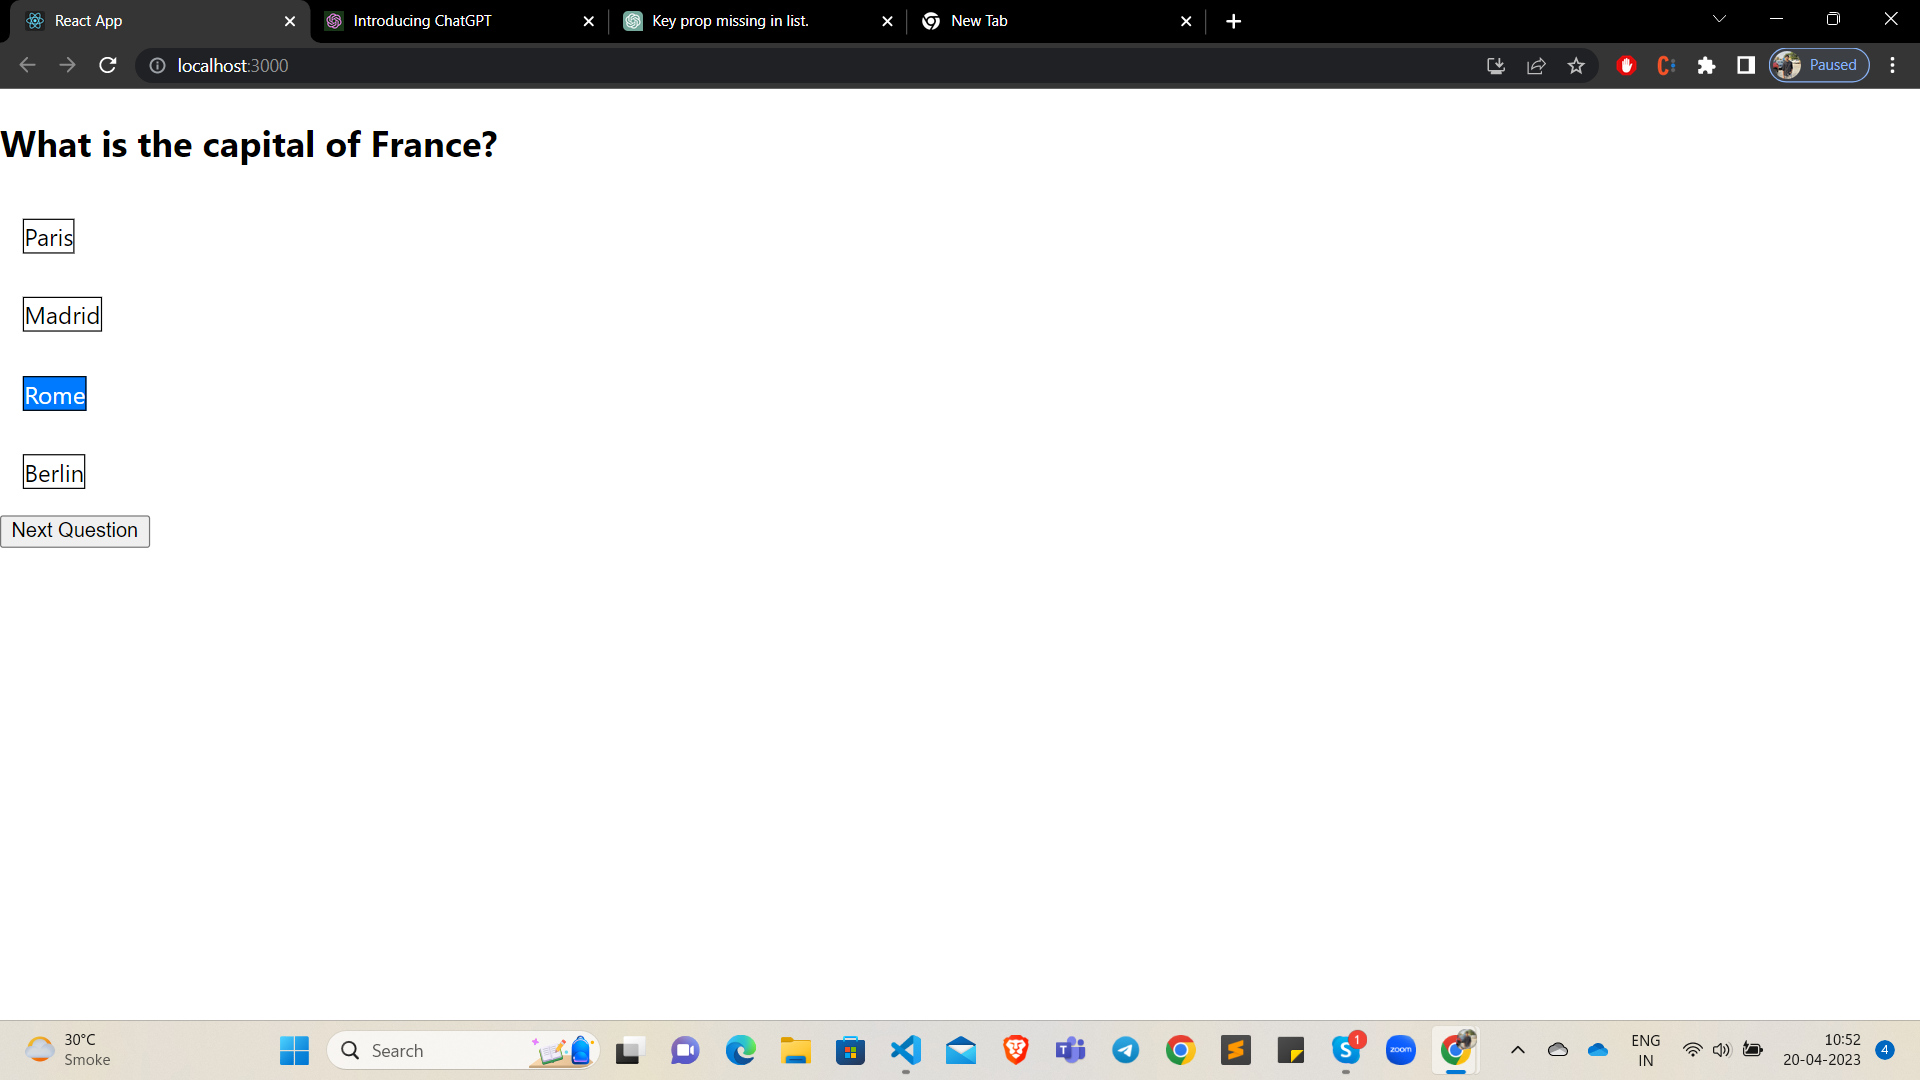 React App
Introducing ChatGPT
Key prop missing in list.
New Tab
localhost:3000
Paused
What is the capital of France?
Paris
Madrid
Rome
Berlin
Next Question
30°C
Smoke
Search
1
zoom
ENG
IN
10:52
20-04-2023
4